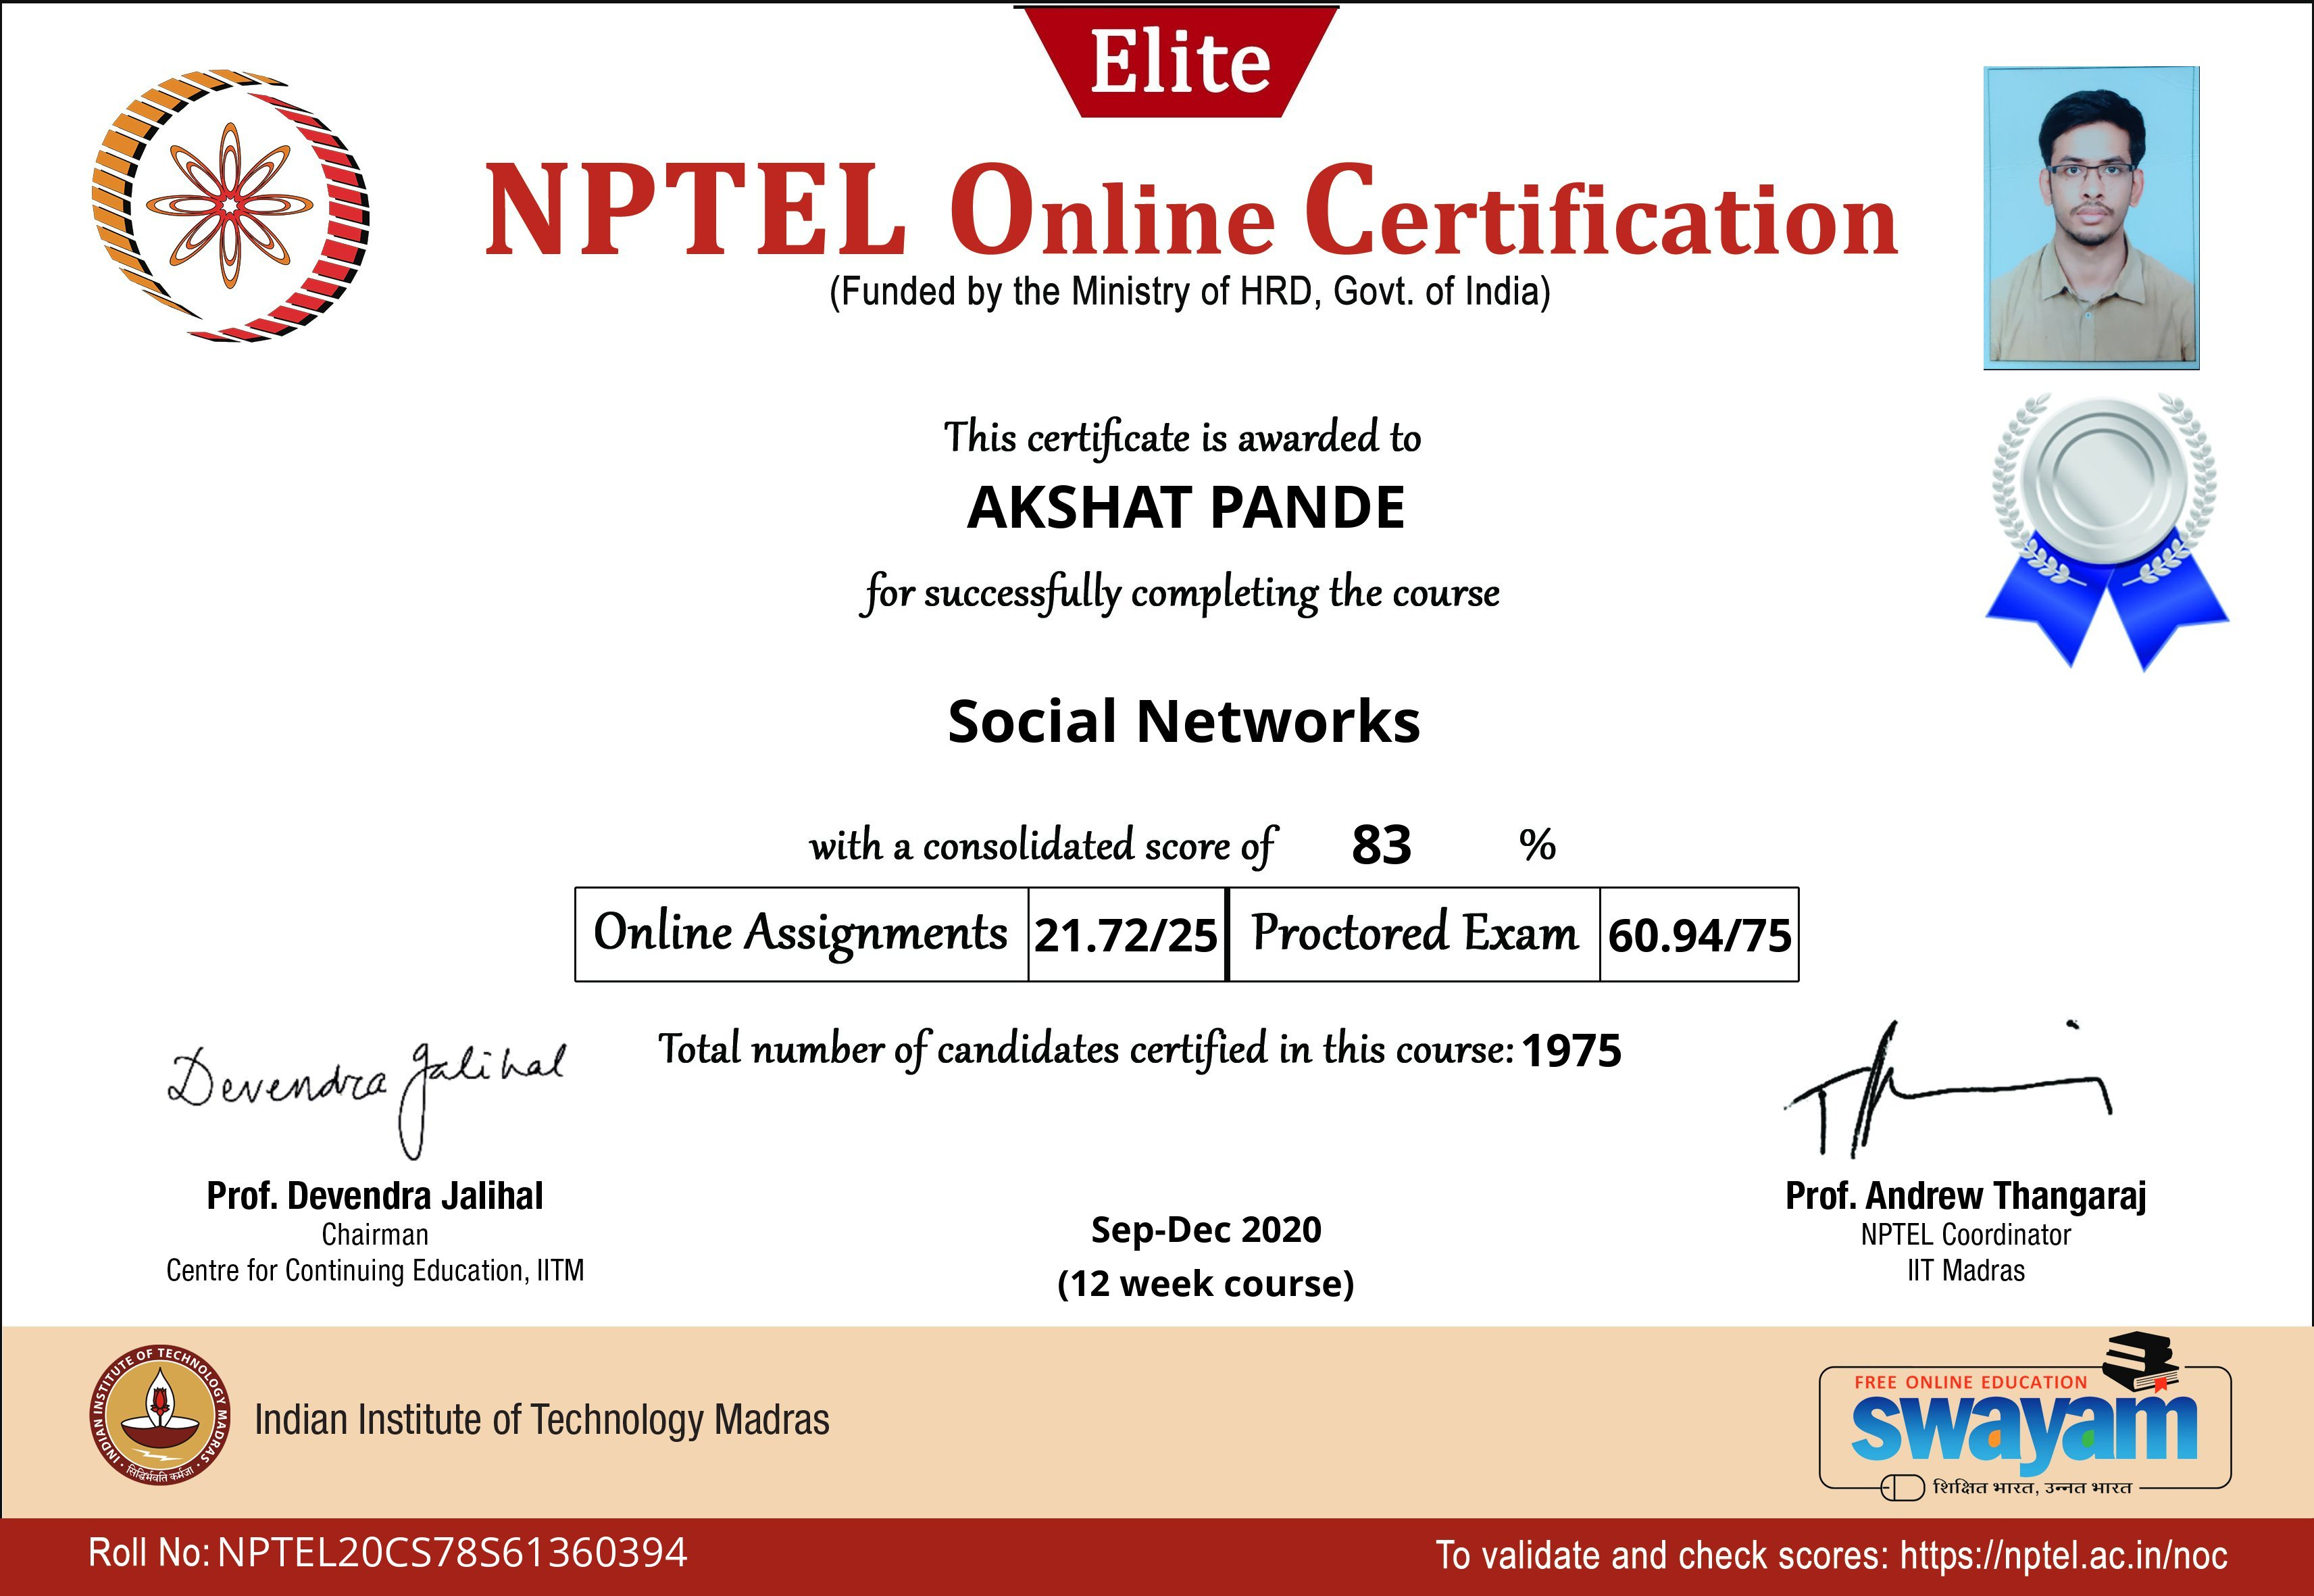 Elite
NPTEL Online Certification
(Funded by the Ministry of HRD, Govt. of India)
This certificate is awarded to
AKSHAT PANDE
for successfully completing the course
Social Networks
with a consolidated score of 83 %
Online Assignments 21.72/25 Proctored Exam 60.94/75
Total number of candidates certified in this course: 1975
Devendra Jalihal
Prof. Devendra Jalihal
Chairman
Centre for Continuing Education, IITM
Sep-Dec 2020
(12 week course)
Prof. Andrew Thangaraj
NPTEL Coordinator
IIT Madras
INDIAN INSTITUTE OF TECHNOLOGY MADRAS
सिद्धिर्भवति कर्मजा
Indian Institute of Technology Madras
FREE ONLINE EDUCATION
swayam
शिक्षित भारत, उन्नत भारत
Roll No: NPTEL20CS78S61360394
To validate and check scores: https://nptel.ac.in/noc